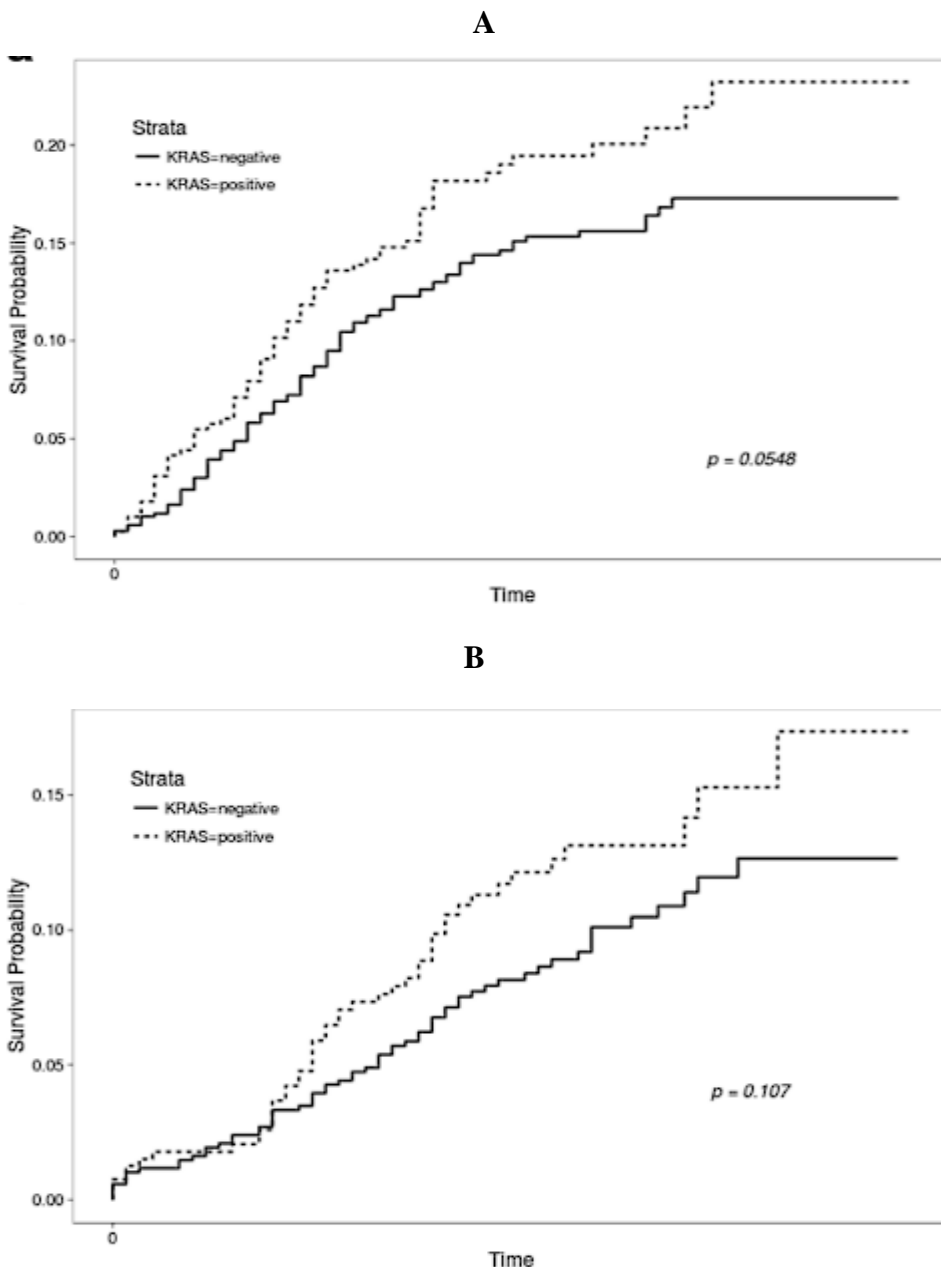 A
Survival Probability
0.20
0.15
0.10
0.05
0.00
Strata
KRAS=negative
KRAS=positive
p = 0.0548
0
Time
B
Survival Probability
0.15
0.10
0.05
0.00
Strata
KRAS=negative
KRAS=positive
p = 0.107
0
Time